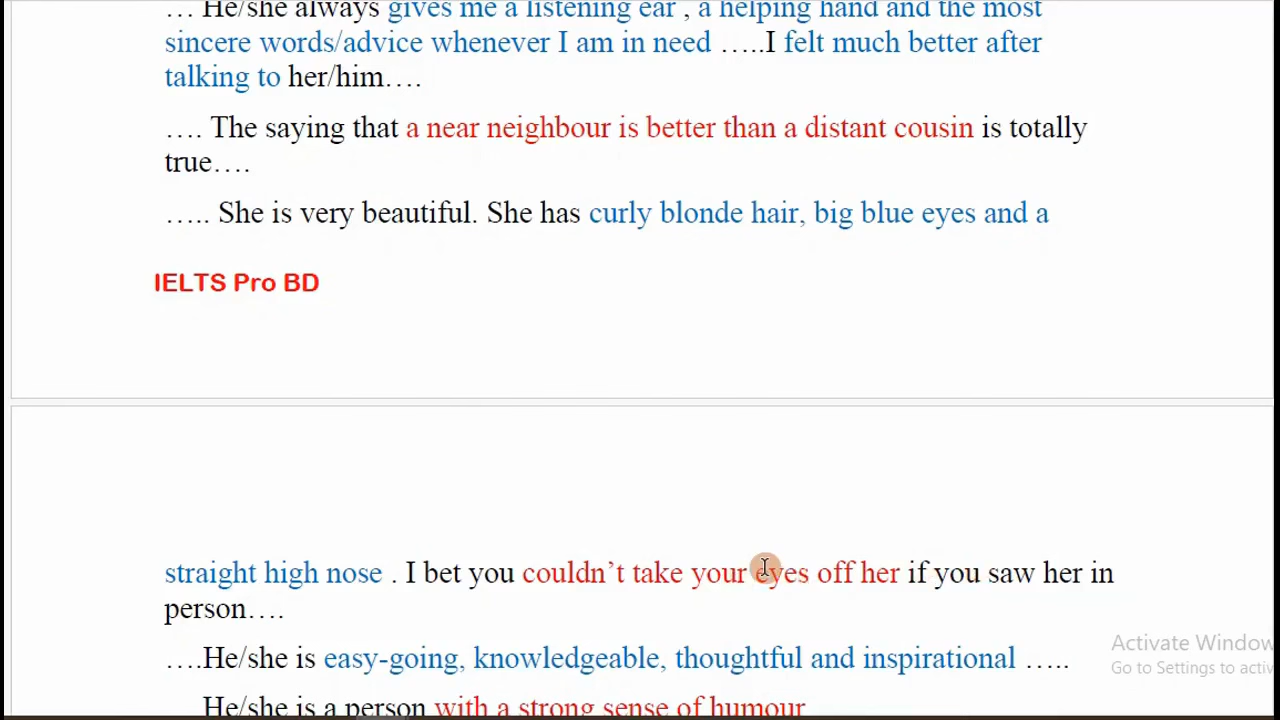 … He/she always gives me a listening ear , a helping hand and the most
sincere words/advice whenever I am in need …..I felt much better after
talking to her/him….
…. The saying that a near neighbour is better than a distant cousin is totally
true….
….. She is very beautiful. She has curly blonde hair, big blue eyes and a
IELTS Pro BD
straight high nose . I bet you couldn’t take your eyes off her if you saw her in
person….
….He/she is easy-going, knowledgeable, thoughtful and inspirational …..
He/she is a person with a strong sense of humour
Activate Window
Go to Settings to activ